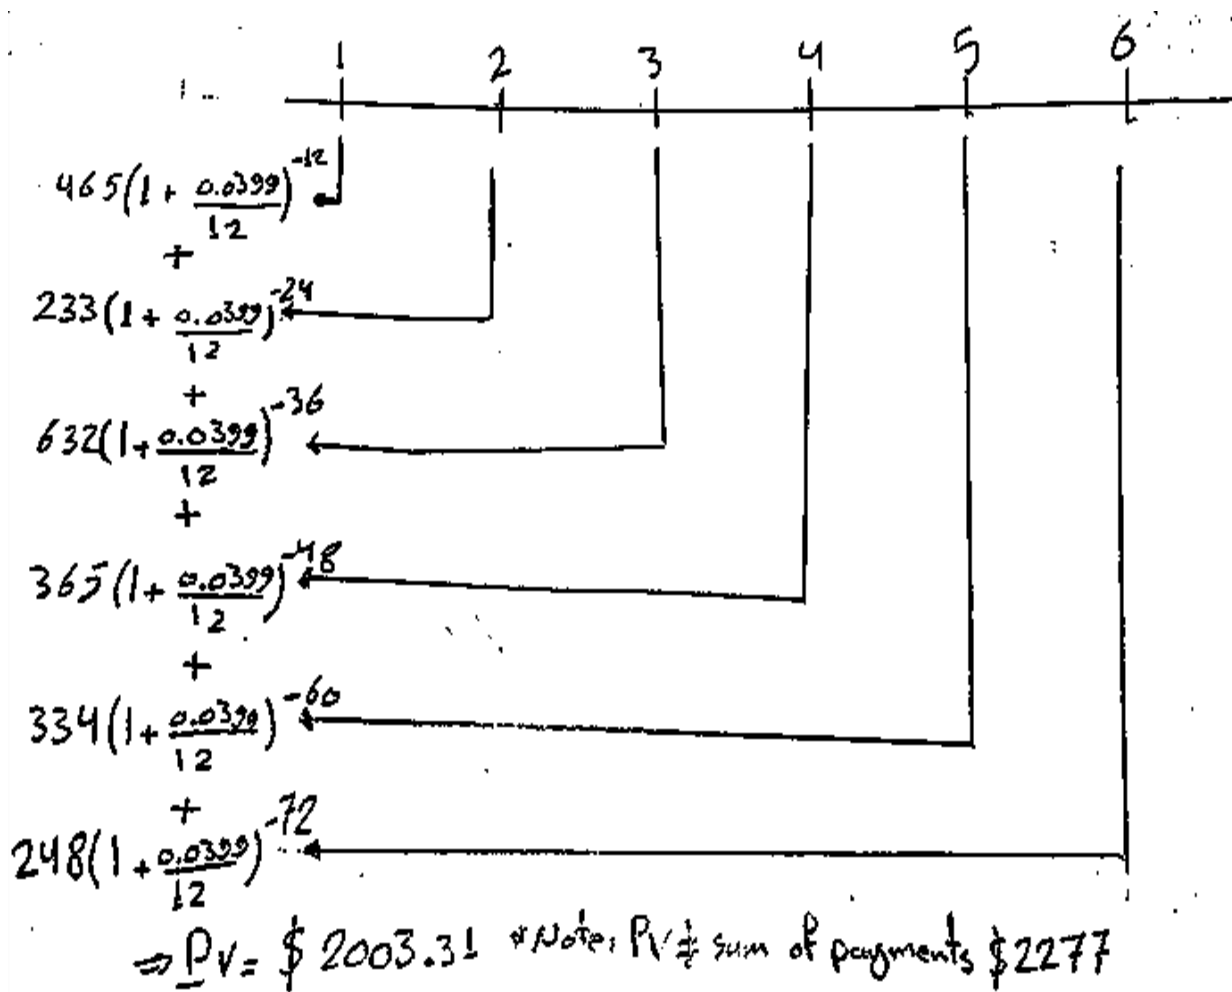 1 2 3 4 5 6
465(1 + 0.0399/12)^-12
+
233(1 + 0.0399/12)^-24
+
632(1 + 0.0399/12)^-36
+
365(1 + 0.0399/12)^-48
+
334(1 + 0.0399/12)^-60
+
248(1 + 0.0399/12)^-72
⇒ PV = $ 2003.31 *Note: PV ≠ sum of payments $2277